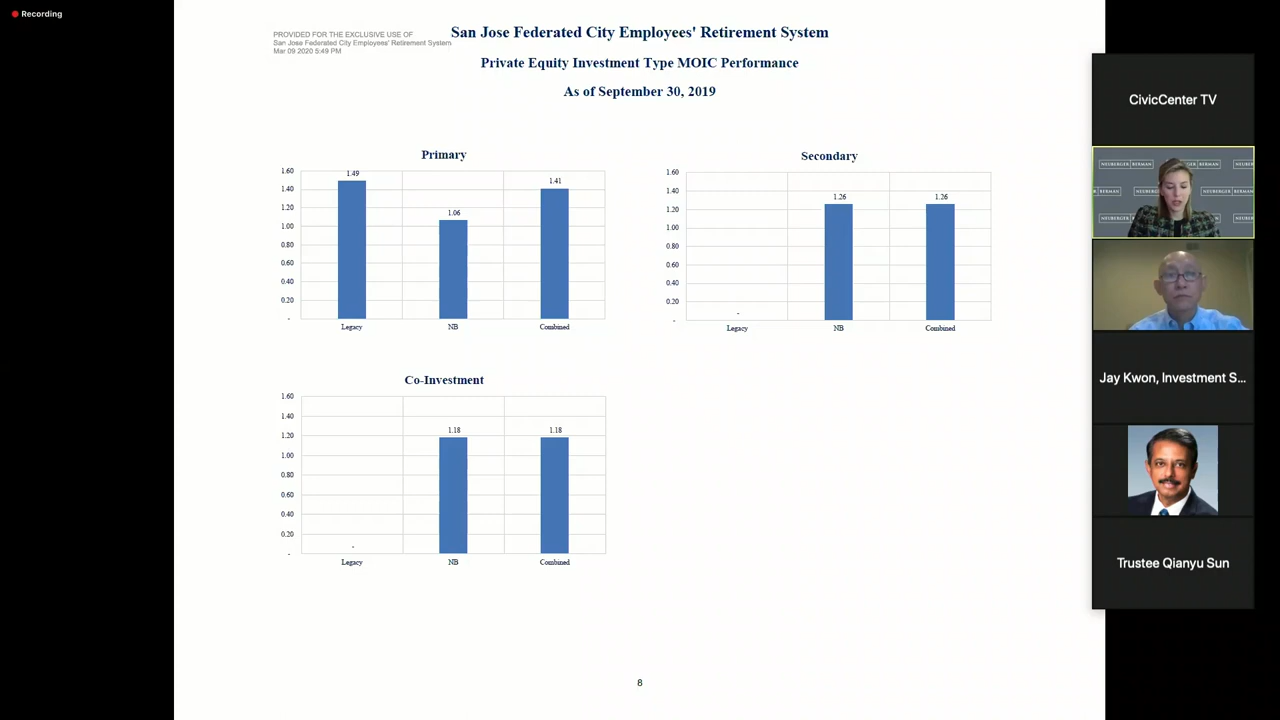 Recording
PROVIDED FOR THE EXCLUSIVE USE OF
San Jose Federated City Employees' Retirement System
Mar 09 2020 5:49 PM
San Jose Federated City Employees' Retirement System
Private Equity Investment Type MOIC Performance
As of September 30, 2019
Primary
1.60
1.40
1.20
1.00
0.80
0.60
0.40
0.20
-
1.49
1.06
1.41
Legacy
NB
Combined
Secondary
1.60
1.40
1.20
1.00
0.80
0.60
0.40
0.20
-
-
1.26
1.26
Legacy
NB
Combined
Co-Investment
1.60
1.40
1.20
1.00
0.80
0.60
0.40
0.20
-
-
1.18
1.18
Legacy
NB
Combined
8
CivicCenter TV
NEUBERGER BERMAN
BERMAN
NEUBERGER BERMAN
Jay Kwon, Investment S...
Trustee Qianyu Sun